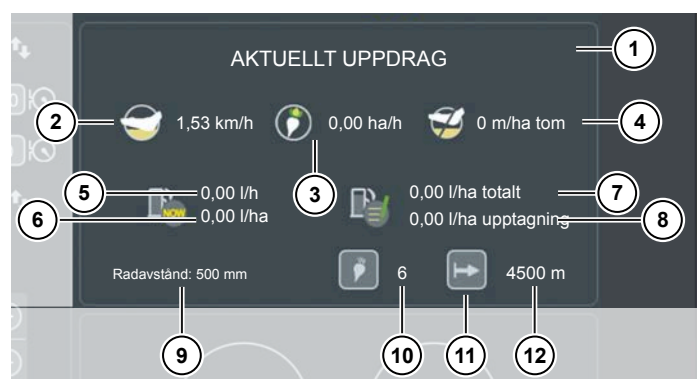 AKTUELLT UPPDRAG
1
2
1,53 km/h
0,00 ha/h
0 m/ha tom
4
5
0,00 l/h
3
0,00 l/ha totalt
7
6
NOW
0,00 l/ha
0,00 l/ha upptagning
8
Radavstånd: 500 mm
6
4500 m
9
10
11
12